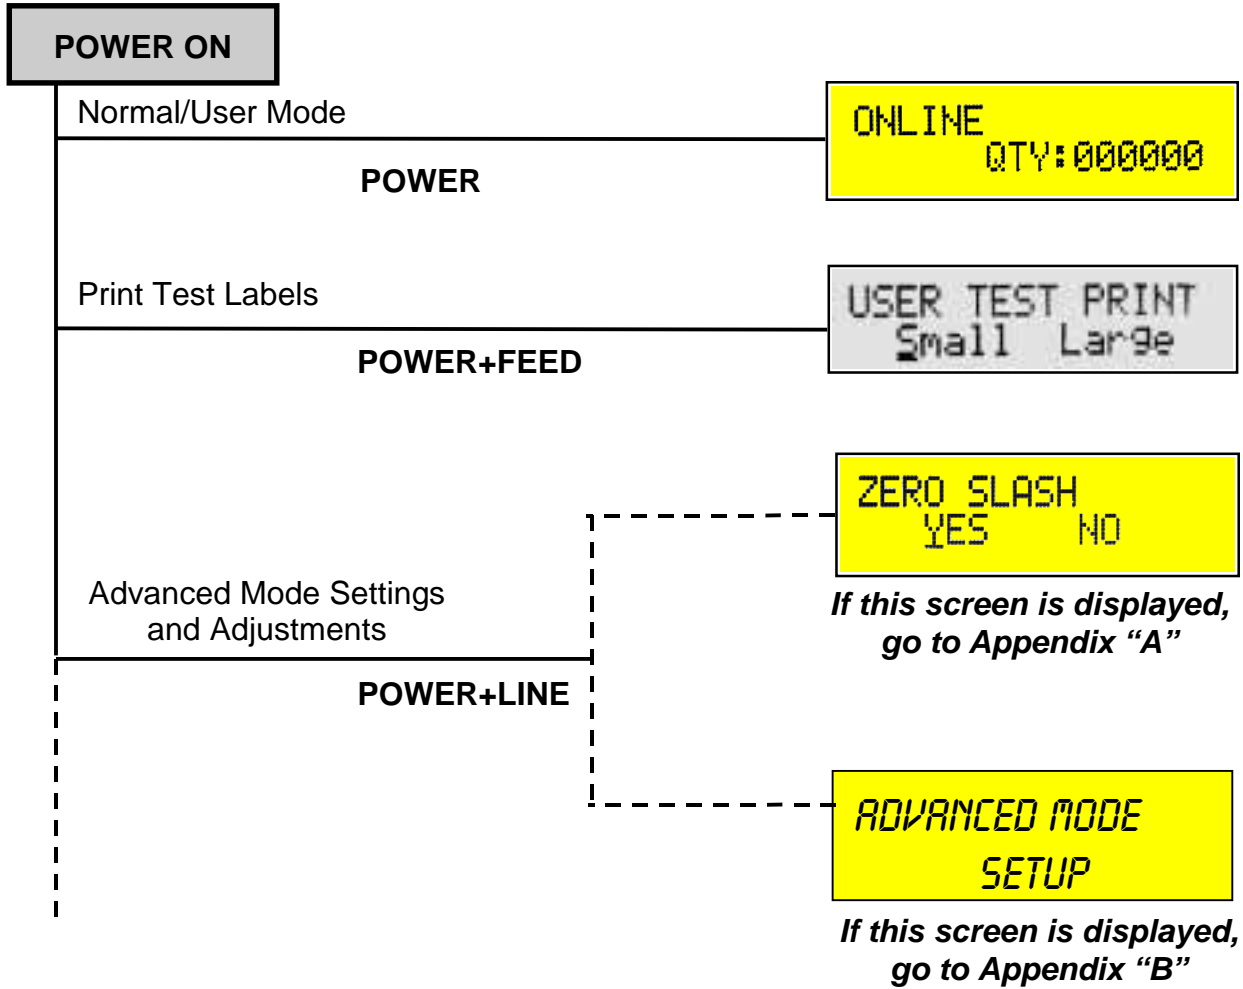 POWER ON
Normal/User Mode
POWER
ONLINE
QTY:000000
Print Test Labels
POWER+FEED
USER TEST PRINT
Small Large
Advanced Mode Settings
and Adjustments
POWER+LINE
ZERO SLASH
YES NO
If this screen is displayed,
go to Appendix “A”
ADVANCED MODE
SETUP
If this screen is displayed,
go to Appendix “B”